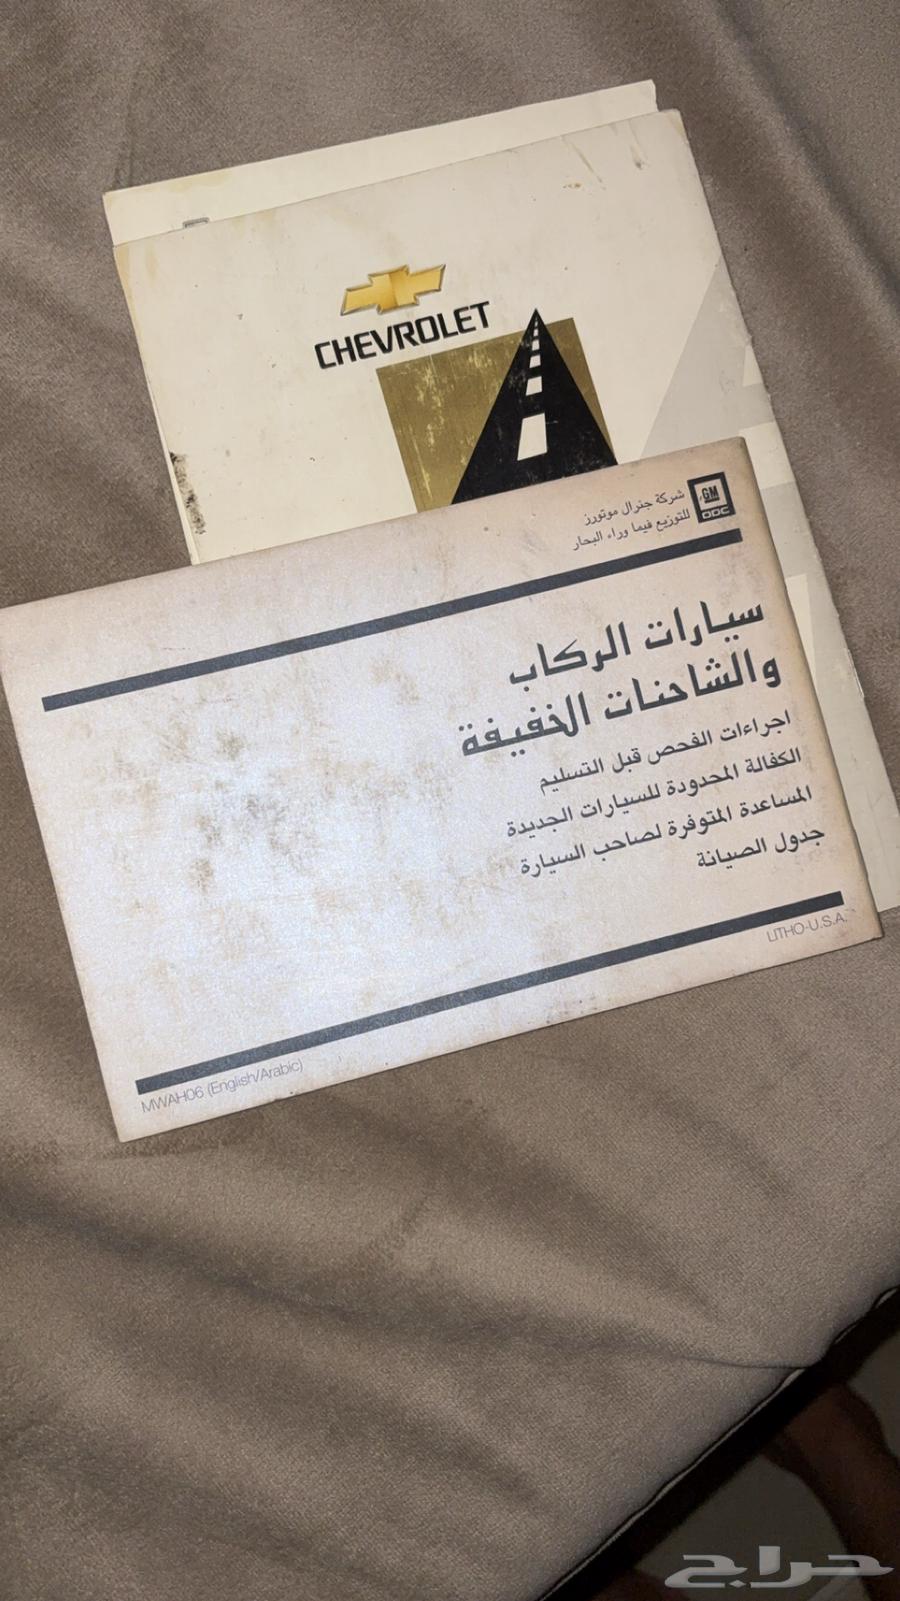 CHEVROLET
GM
ODC
شركة جنرال موتورز
للتوزيع فيما وراء البحار
سيارات الركاب
والشاحنات الخفيفة
اجراءات الفحص قبل التسليم
الكفالة المحدودة للسيارات الجديدة
المساعدة المتوفرة لصاحب السيارة
جدول الصيانة
LITHO-U.S.A.
MWAH06 (English/Arabic)
حراج